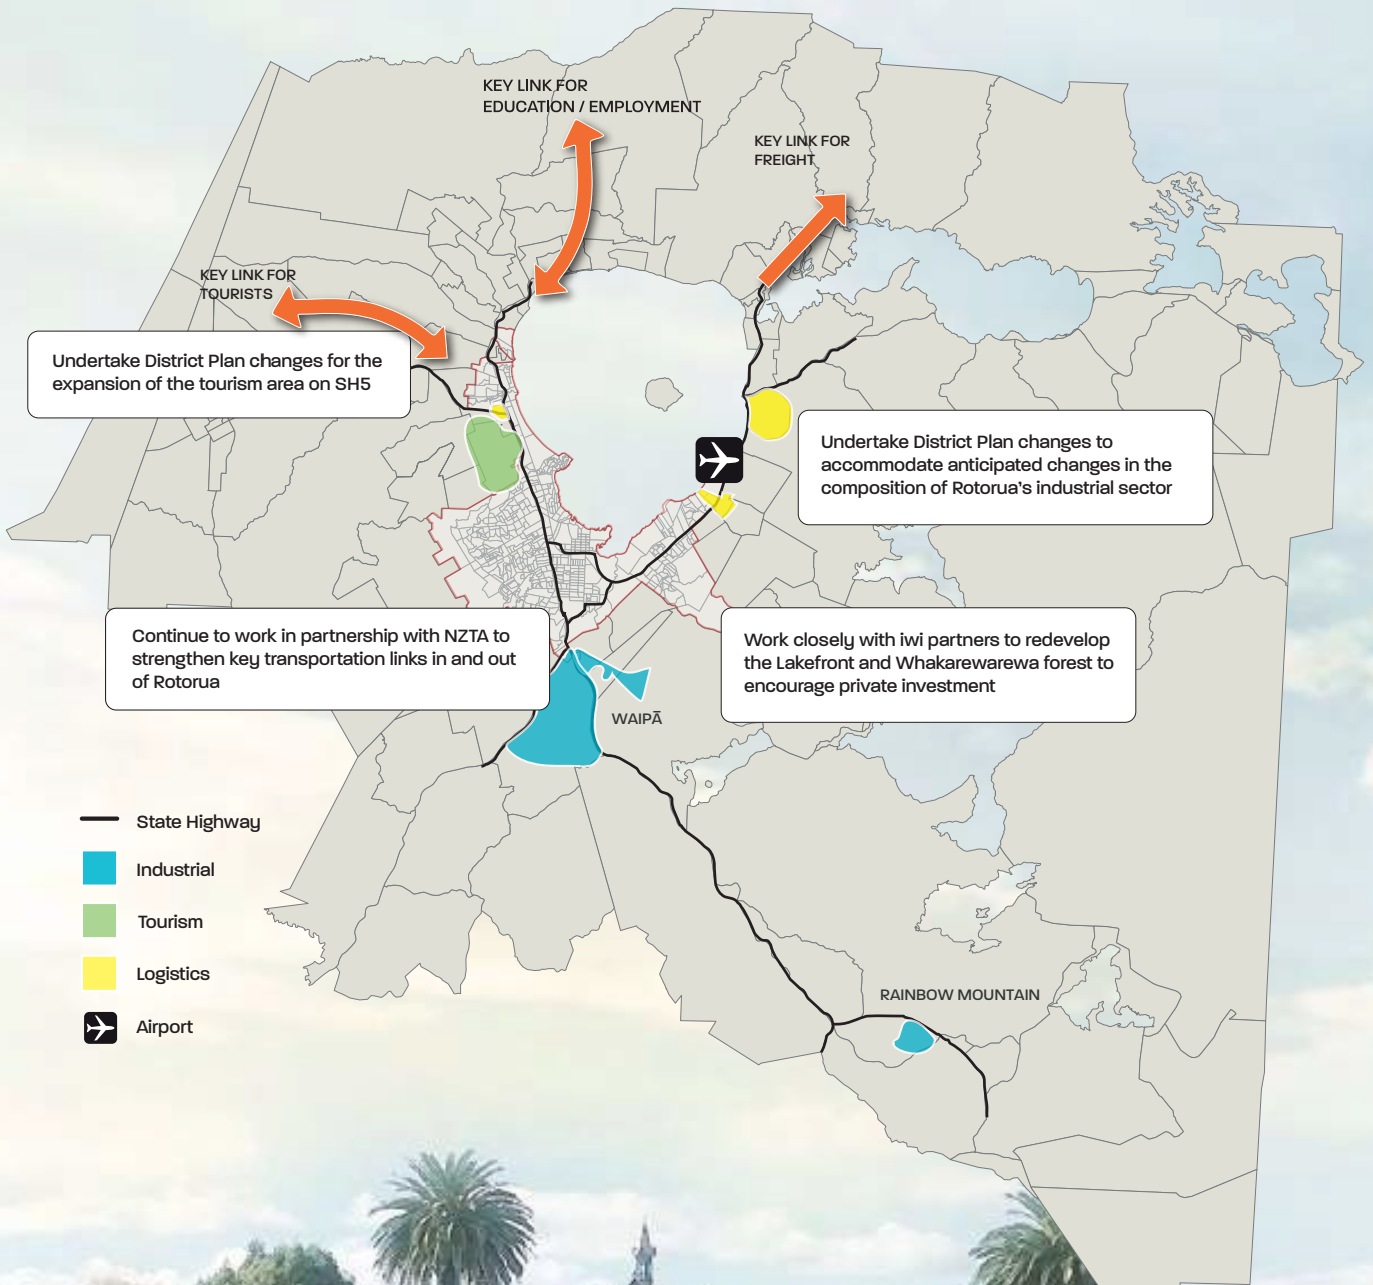 KEY LINK FOR
EDUCATION / EMPLOYMENT
KEY LINK FOR
FREIGHT
KEY LINK FOR
TOURISTS
Undertake District Plan changes for the
expansion of the tourism area on SH5
Undertake District Plan changes to
accommodate anticipated changes in the
composition of Rotorua's industrial sector
Continue to work in partnership with NZTA to
strengthen key transportation links in and out
of Rotorua
Work closely with iwi partners to redevelop
the Lakefront and Whakarewarewa forest to
encourage private investment
WAIPĀ
State Highway
Industrial
Tourism
Logistics
Airport
RAINBOW MOUNTAIN